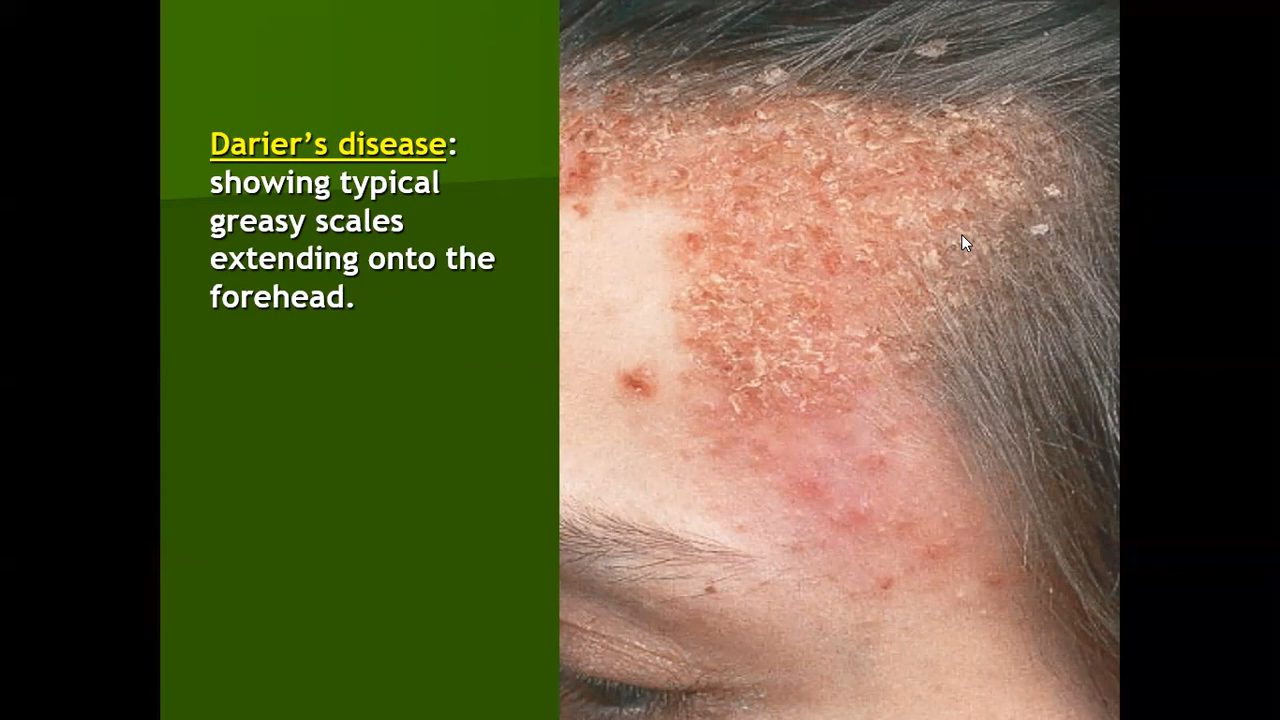 Darier’s disease:
showing typical
greasy scales
extending onto the
forehead.